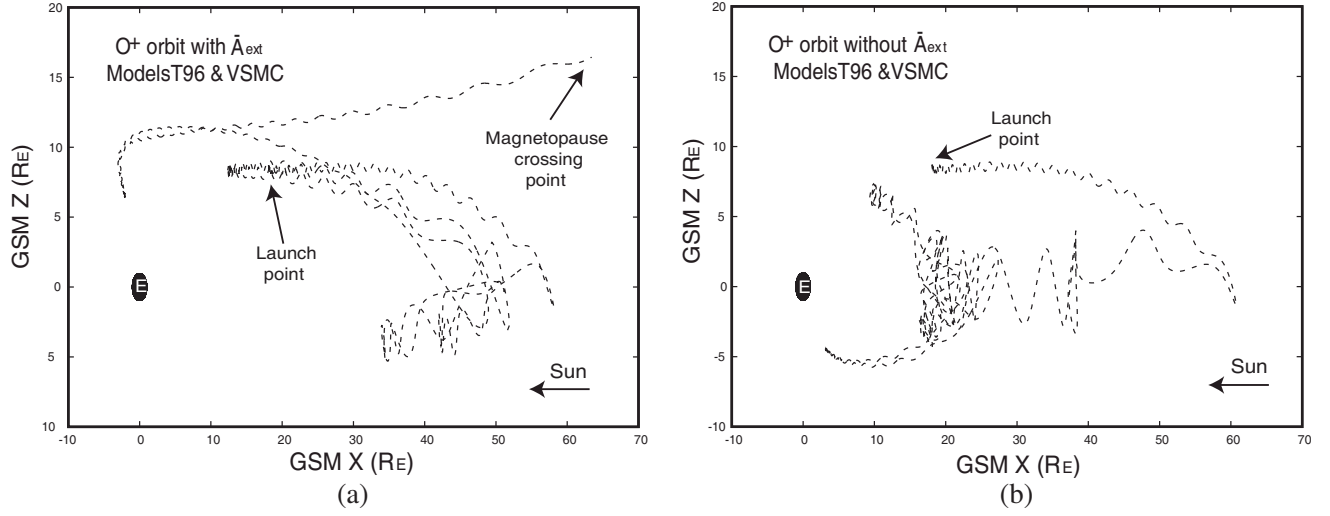 20
15
10
5
0
-5
10
-10
0
10
20
30
40
50
60
70
GSM Z (RE)
GSM X (RE)
O+ orbit with Āext
ModelsT96 & VSMC
Magnetopause
crossing
point
Launch
point
E
Sun
(a)
20
15
10
5
0
-5
-10
-10
0
10
20
30
40
50
60
70
GSM Z (RE)
GSM X (RE)
O+ orbit without Āext
ModelsT96 &VSMC
Launch
point
E
Sun
(b)